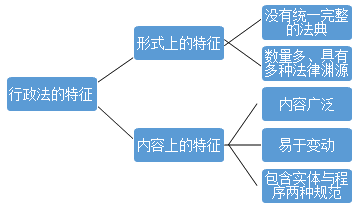 行政法的特征
形式上的特征
没有统一完整
的法典
数量多、具有
多种法律渊源
内容上的特征
内容广泛
易于变动
包含实体与程
序两种规范